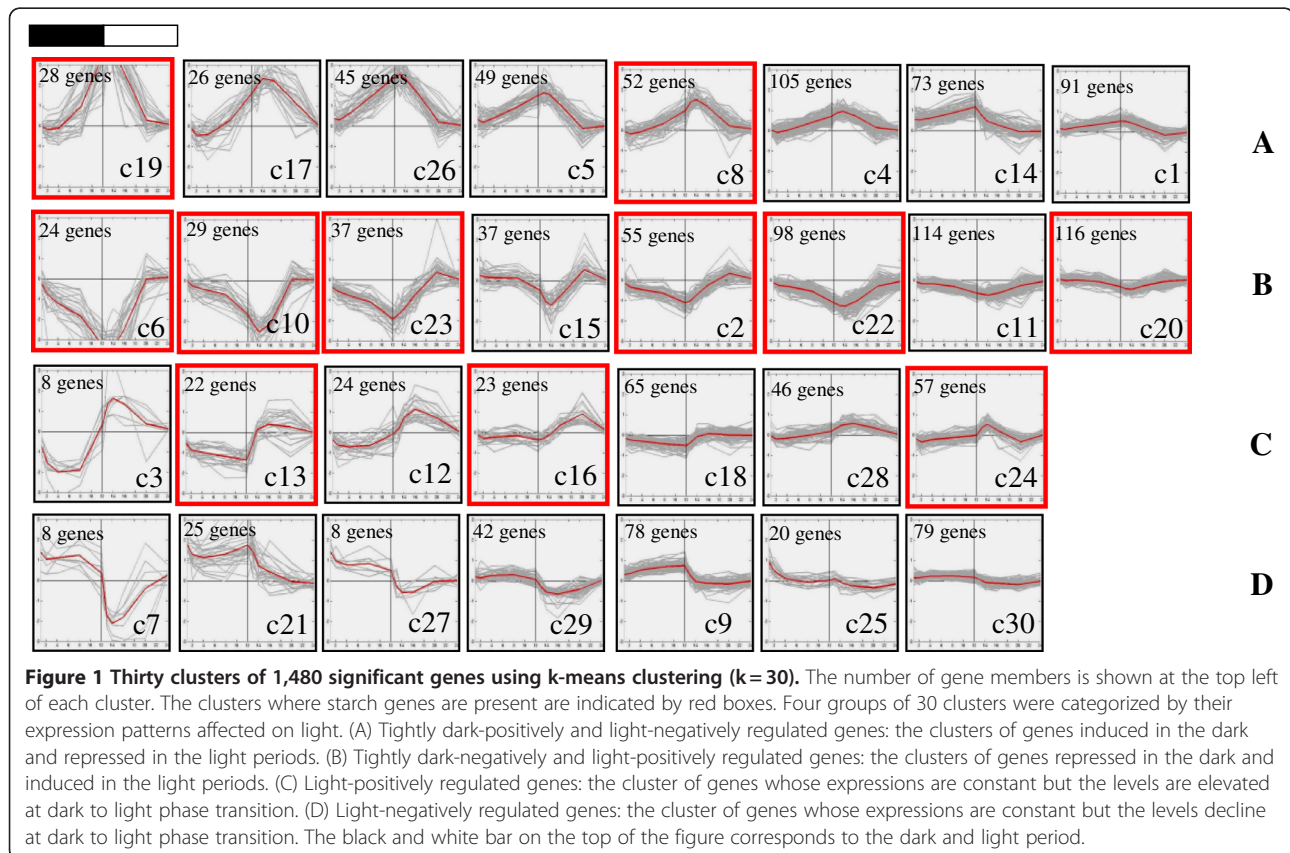 28 genes 26 genes 45 genes 49 genes 52 genes 105 genes 73 genes 91 genes
c19 c17 c26 c5 c8 c4 c14 c1
A
24 genes 29 genes 37 genes 37 genes 55 genes 98 genes 114 genes 116 genes
c6 c10 c23 c15 c2 c22 c11 c20
B
8 genes 22 genes 24 genes 23 genes 65 genes 46 genes 57 genes
c3 c13 c12 c16 c18 c28 c24
C
8 genes 25 genes 8 genes 42 genes 78 genes 20 genes 79 genes
c7 c21 c27 c29 c9 c25 c30
D
Figure 1 Thirty clusters of 1,480 significant genes using k-means clustering (k = 30). The number of gene members is shown at the top left
of each cluster. The clusters where starch genes are present are indicated by red boxes. Four groups of 30 clusters were categorized by their
expression patterns affected on light. (A) Tightly dark-positively and light-negatively regulated genes: the clusters of genes induced in the dark
and repressed in the light periods. (B) Tightly dark-negatively and light-positively regulated genes: the clusters of genes repressed in the dark and
induced in the light periods. (C) Light-positively regulated genes: the cluster of genes whose expressions are constant but the levels are elevated
at dark to light phase transition. (D) Light-negatively regulated genes: the cluster of genes whose expressions are constant but the levels decline
at dark to light phase transition. The black and white bar on the top of the figure corresponds to the dark and light period.